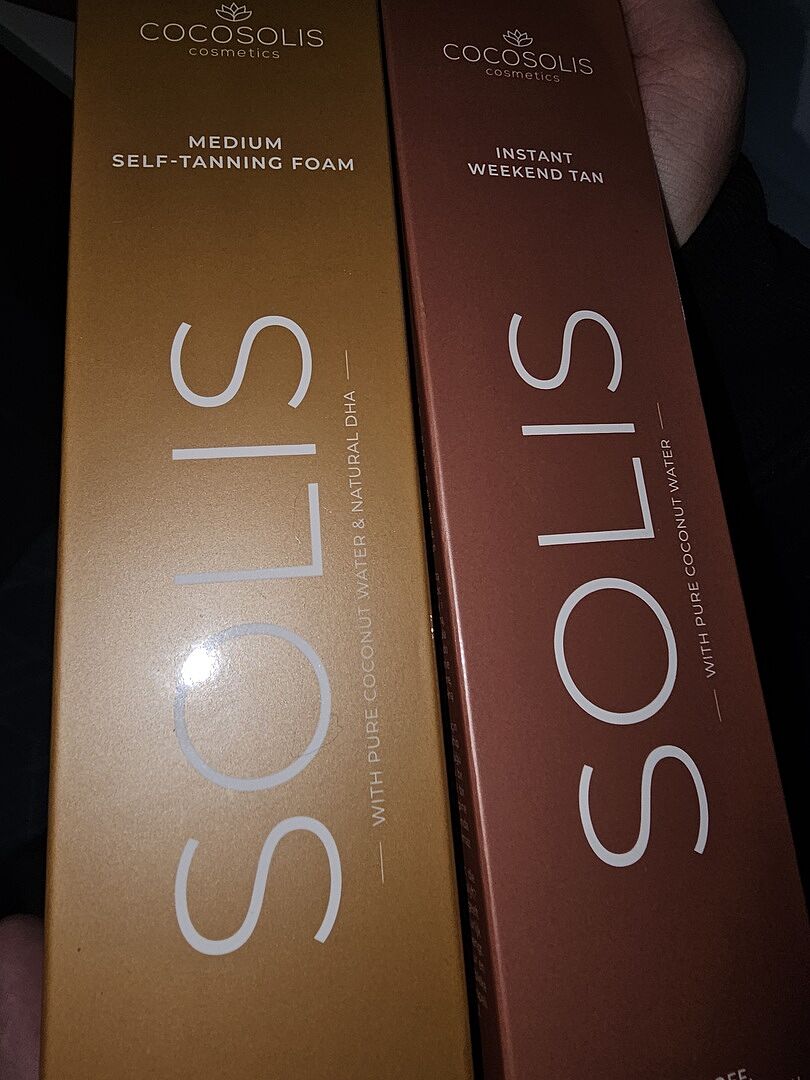 COCOSOLIS
cosmetics
MEDIUM
SELF-TANNING FOAM
SOLIS
WITH PURE COCONUT WATER & NATURAL DHA
COCOSOLIS
cosmetics
INSTANT
WEEKEND TAN
SOLIS
WITH PURE COCONUT WATER